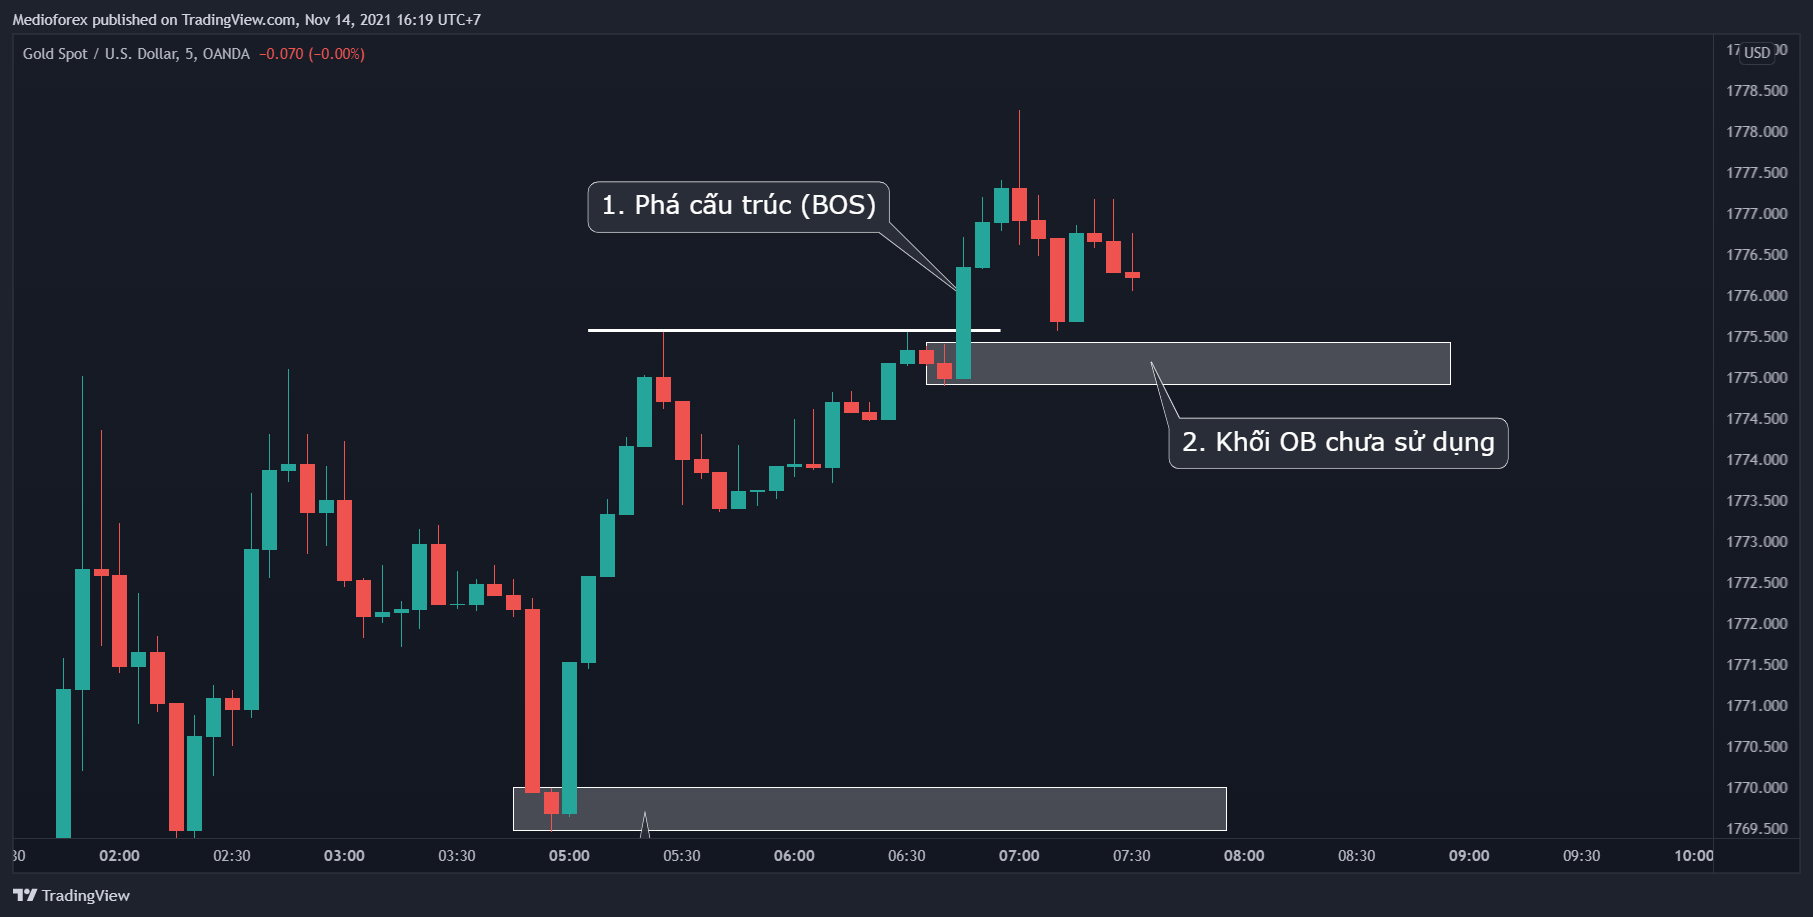 Medioforex published on TradingView.com, Nov 14, 2021 16:19 UTC+7
Gold Spot / U.S. Dollar, 5, OANDA −0.070 (−0.00%)
USD
1778.500
1778.000
1777.500
1777.000
1776.500
1776.000
1775.500
1775.000
1774.500
1774.000
1773.500
1773.000
1772.500
1772.000
1771.500
1771.000
1770.500
1770.000
1769.500
1. Phá cấu trúc (BOS)
2. Khối OB chưa sử dụng
02:00 02:30 03:00 03:30 05:00 05:30 06:00 06:30 07:00 07:30 08:00 08:30 09:00 09:30 10:00
TradingView